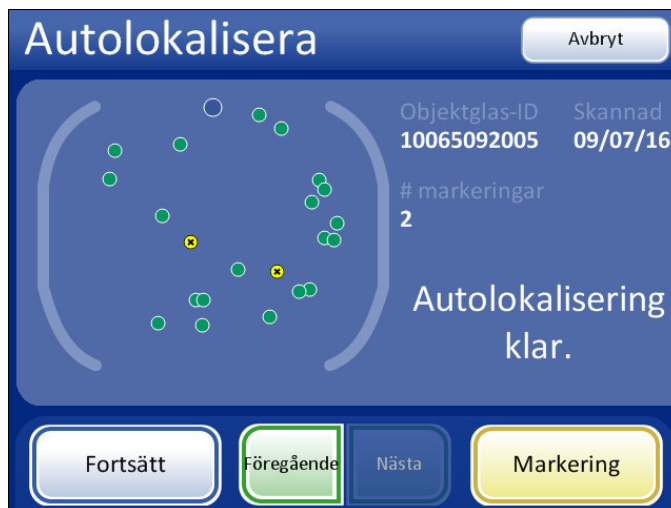 Autolokalisera
Avbryt
Objektglas-ID
Skannad
10065092005
09/07/16
# markeringar
2
Autolokalisering
klar.
Fortsätt
Föregående
Nästa
Markering